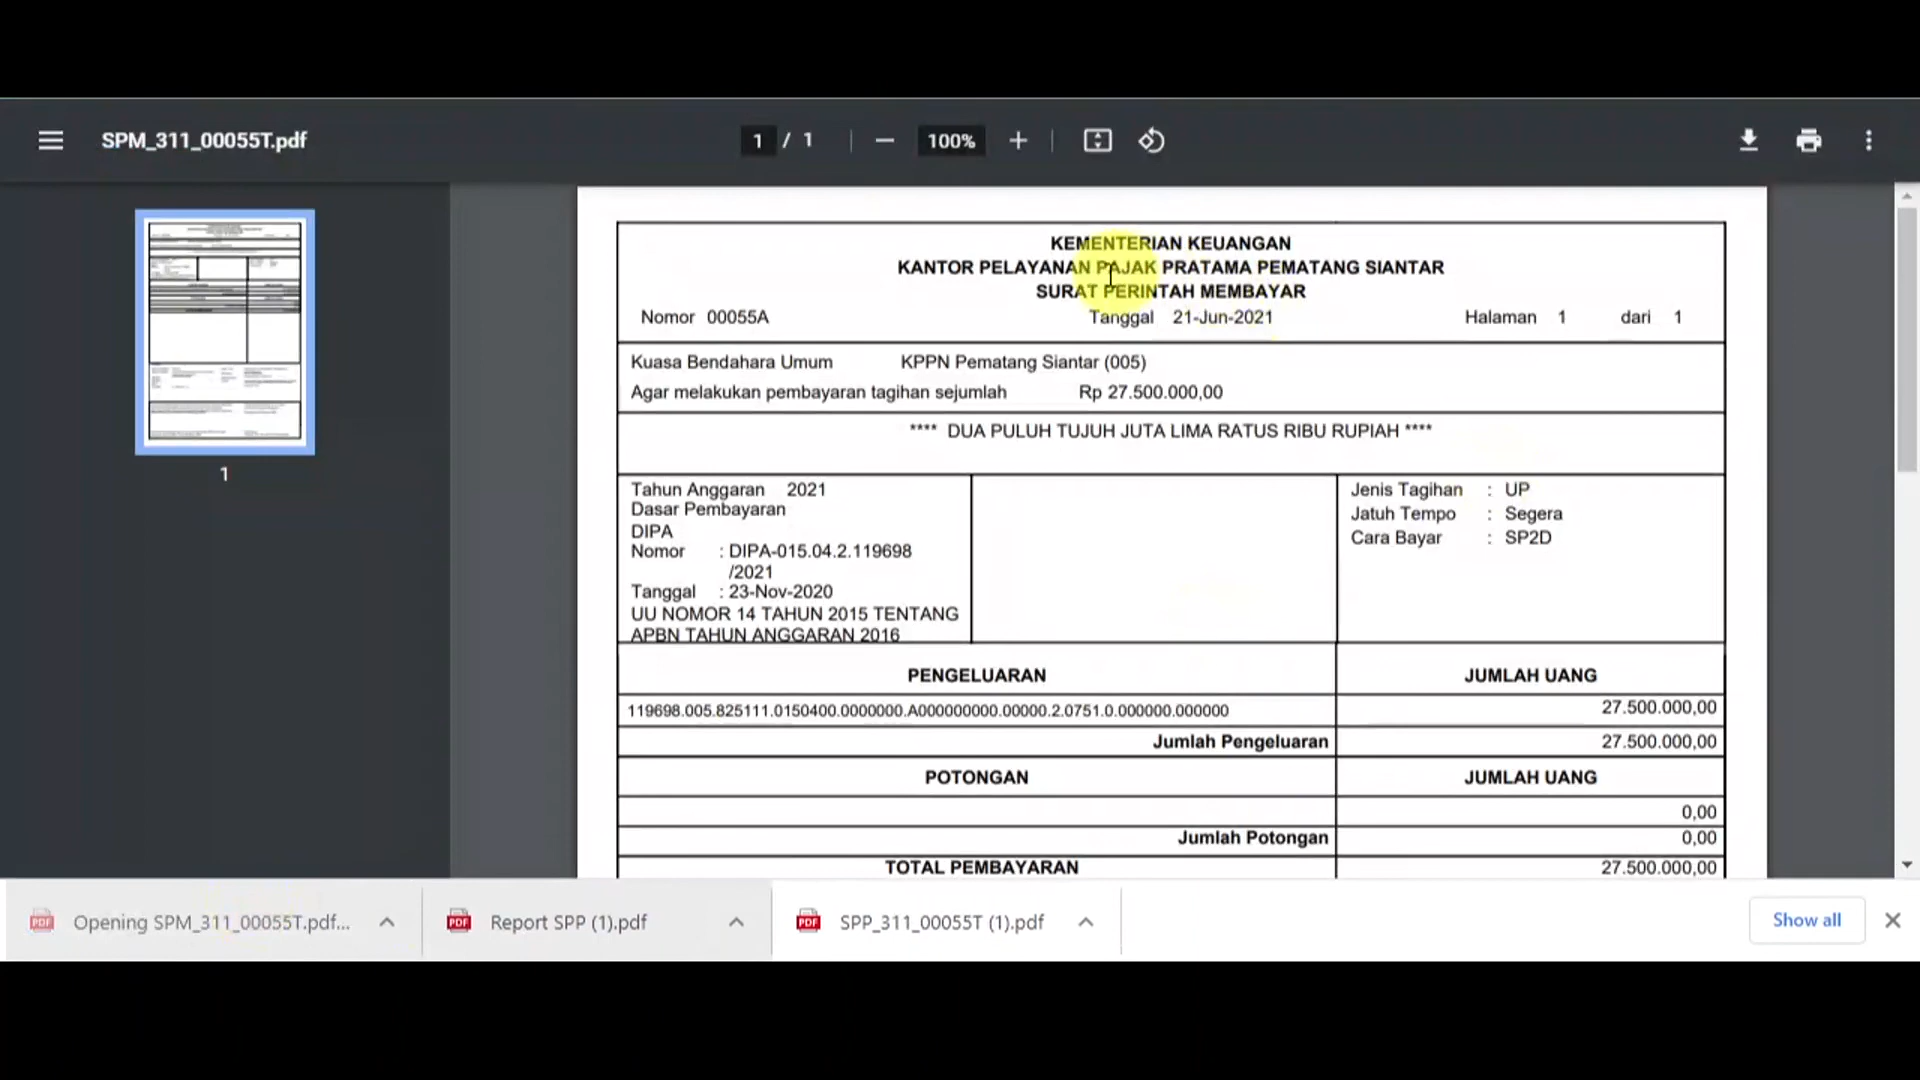 SPM_311_00055T.pdf
1 / 1
100%
1
KEMENTERIAN KEUANGAN
KANTOR PELAYANAN PAJAK PRATAMA PEMATANG SIANTAR
SURAT PERINTAH MEMBAYAR
Nomor 00055A Tanggal 21-Jun-2021 Halaman 1 dari 1
Kuasa Bendahara Umum KPPN Pematang Siantar (005)
Agar melakukan pembayaran tagihan sejumlah Rp 27.500.000,00
**** DUA PULUH TUJUH JUTA LIMA RATUS RIBU RUPIAH ****
Tahun Anggaran 2021
Dasar Pembayaran
DIPA
Nomor : DIPA-015.04.2.119698
/2021
Tanggal : 23-Nov-2020
UU NOMOR 14 TAHUN 2015 TENTANG
APBN TAHUN ANGGARAN 2016
Jenis Tagihan : UP
Jatuh Tempo : Segera
Cara Bayar : SP2D
PENGELUARAN JUMLAH UANG
119698.005.825111.0150400.0000000.A000000000.00000.2.0751.0.000000.000000 27.500.000,00
Jumlah Pengeluaran 27.500.000,00
POTONGAN JUMLAH UANG
0,00
Jumlah Potongan 0,00
TOTAL PEMBAYARAN 27.500.000,00
Opening SPM_311_00055T.pdf...
Report SPP (1).pdf
SPP_311_00055T (1).pdf
Show all